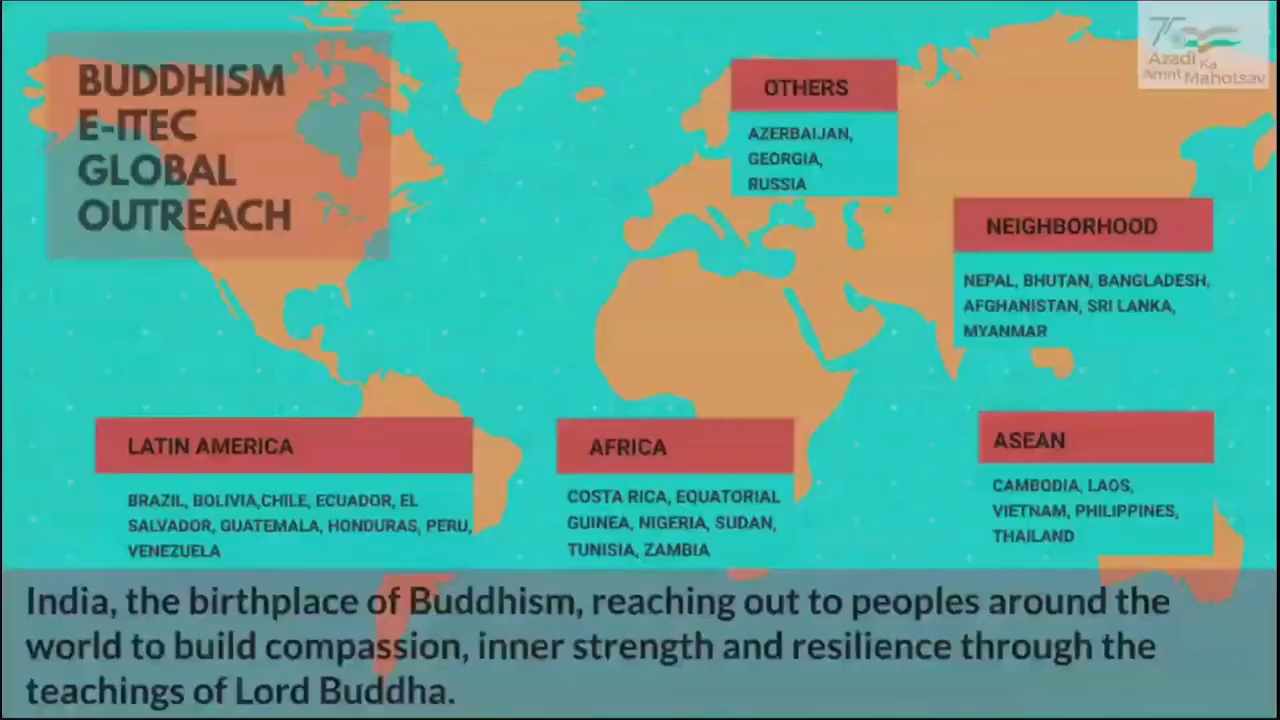 BUDDHISM
E-ITEC
GLOBAL
OUTREACH
75
Azadi Ka
Amrit Mahotsav
OTHERS
AZERBAIJAN,
GEORGIA,
RUSSIA
NEIGHBORHOOD
NEPAL, BHUTAN, BANGLADESH,
AFGHANISTAN, SRI LANKA,
MYANMAR
LATIN AMERICA
BRAZIL, BOLIVIA,CHILE, ECUADOR, EL
SALVADOR, GUATEMALA, HONDURAS, PERU,
VENEZUELA
AFRICA
COSTA RICA, EQUATORIAL
GUINEA, NIGERIA, SUDAN,
TUNISIA, ZAMBIA
ASEAN
CAMBODIA, LAOS,
VIETNAM, PHILIPPINES,
THAILAND
India, the birthplace of Buddhism, reaching out to peoples around the
world to build compassion, inner strength and resilience through the
teachings of Lord Buddha.